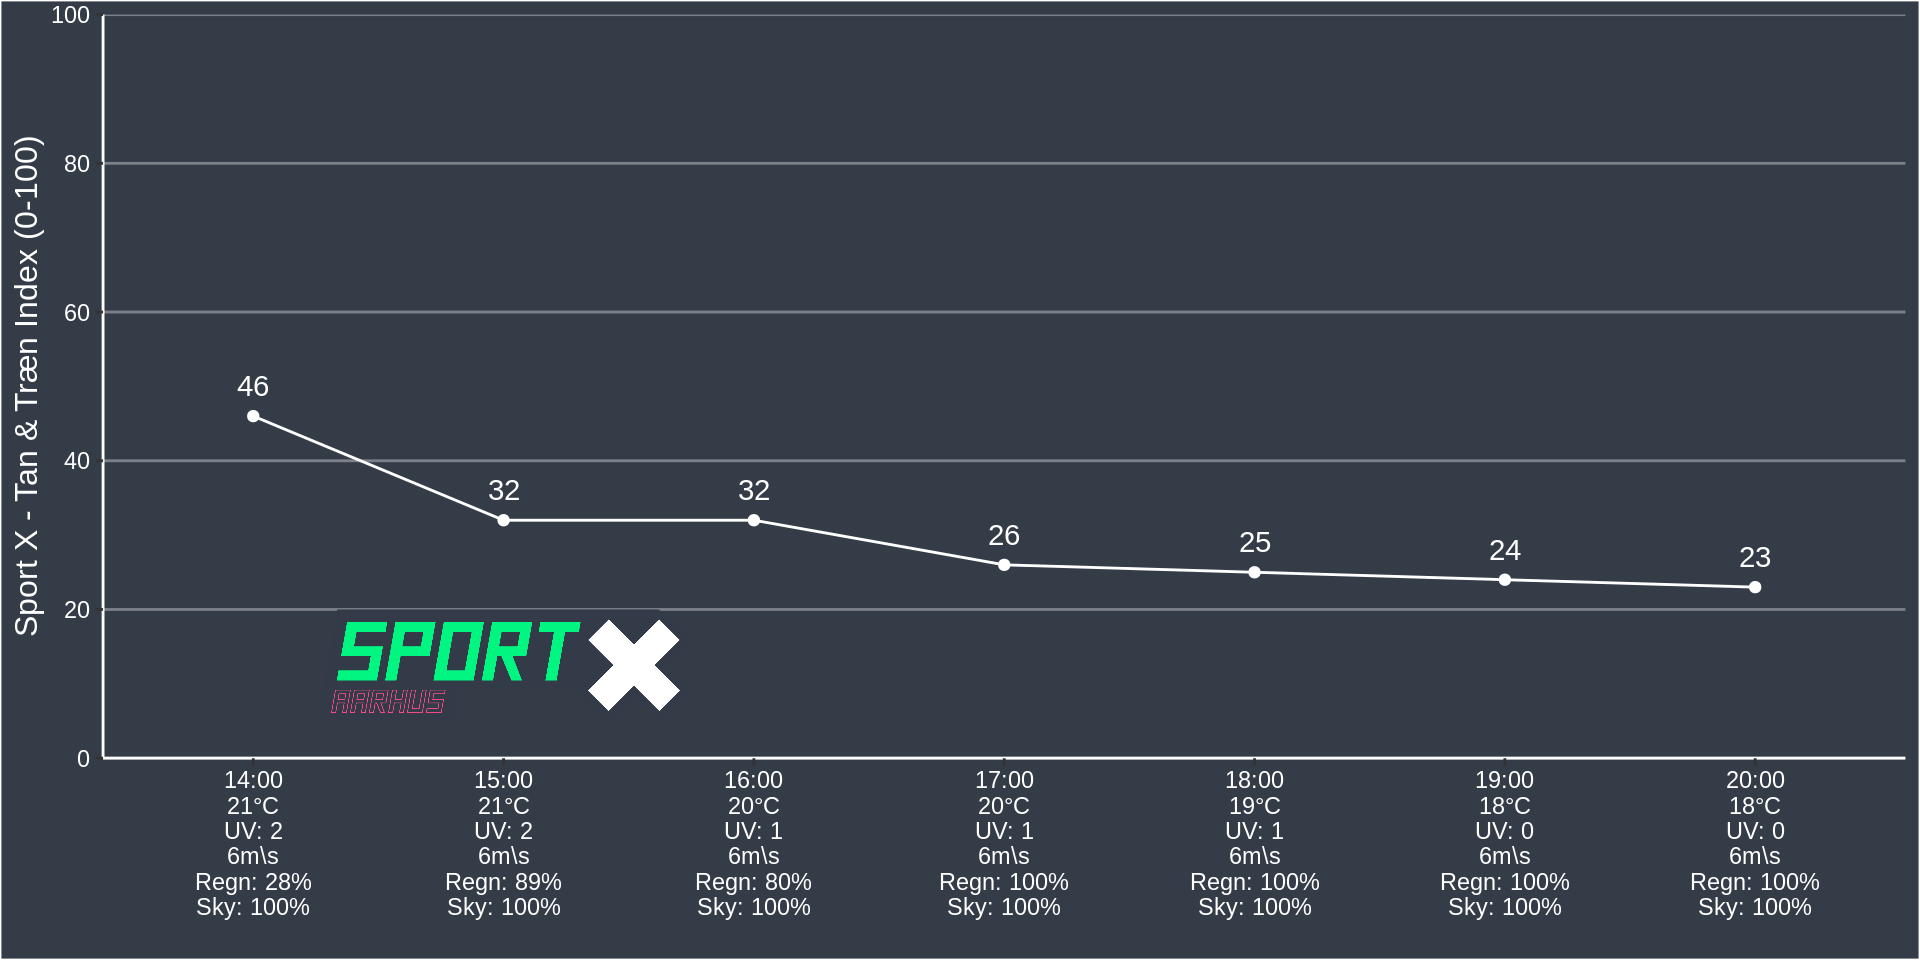 Sport X - Tan & Træn Index (0-100)
100
80
60
40
20
0
46
32
32
26
25
24
23
SPORT X
AARHUS
14:00
21°C
UV: 2
6m\s
Regn: 28%
Sky: 100%
15:00
21°C
UV: 2
6m\s
Regn: 89%
Sky: 100%
16:00
20°C
UV: 1
6m\s
Regn: 80%
Sky: 100%
17:00
20°C
UV: 1
6m\s
Regn: 100%
Sky: 100%
18:00
19°C
UV: 1
6m\s
Regn: 100%
Sky: 100%
19:00
18°C
UV: 0
6m\s
Regn: 100%
Sky: 100%
20:00
18°C
UV: 0
6m\s
Regn: 100%
Sky: 100%